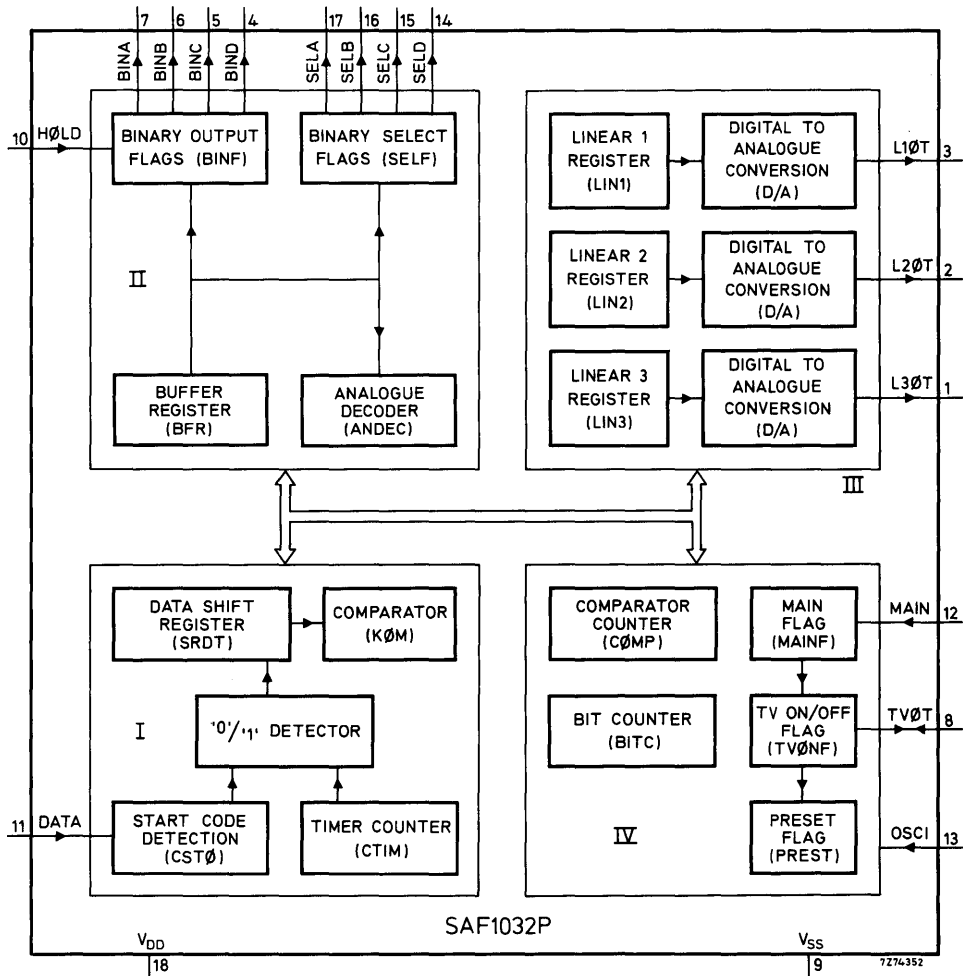 7 6 5 4 17 16 15 14
BINA BINB BINC BIND SELA SELB SELC SELD
10 HØLD
BINARY OUTPUT
FLAGS (BINF)
BINARY SELECT
FLAGS (SELF)
II
BUFFER
REGISTER
(BFR)
ANALOGUE
DECODER
(ANDEC)
LINEAR 1
REGISTER
(LIN1)
DIGITAL TO
ANALOGUE
CONVERSION
(D/A)
L1ØT 3
LINEAR 2
REGISTER
(LIN2)
DIGITAL TO
ANALOGUE
CONVERSION
(D/A)
L2ØT 2
LINEAR 3
REGISTER
(LIN3)
DIGITAL TO
ANALOGUE
CONVERSION
(D/A)
L3ØT 1
III
DATA SHIFT
REGISTER
(SRDT)
COMPARATOR
(KØM)
I
'0'/'1' DETECTOR
11 DATA
START CODE
DETECTION
(CSTØ)
TIMER COUNTER
(CTIM)
COMPARATOR
COUNTER
(CØMP)
MAIN
FLAG
(MAINF)
MAIN 12
BIT COUNTER
(BITC)
TV ON/OFF
FLAG
(TVØNF)
TVØT 8
IV
PRESET
FLAG
(PREST)
OSCI 13
SAF1032P
VDD
18
VSS
9
7Z74352